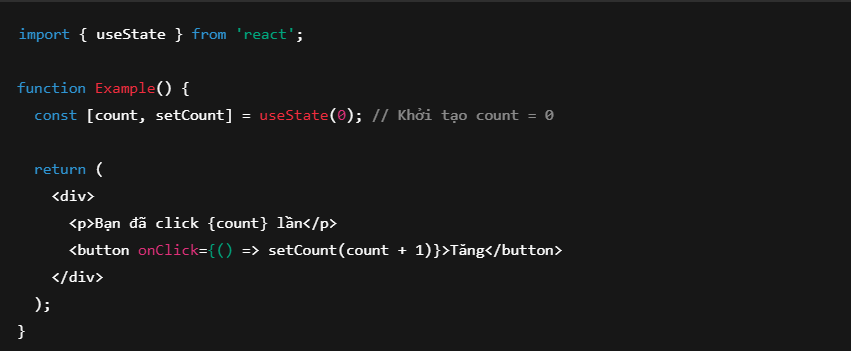 import { useState } from 'react';
function Example() {
const [count, setCount] = useState(0); // Khởi tạo count = 0
return (
<div>
<p>Bạn đã click {count} lần</p>
<button onClick={() => setCount(count + 1)}>Tăng</button>
</div>
);
}